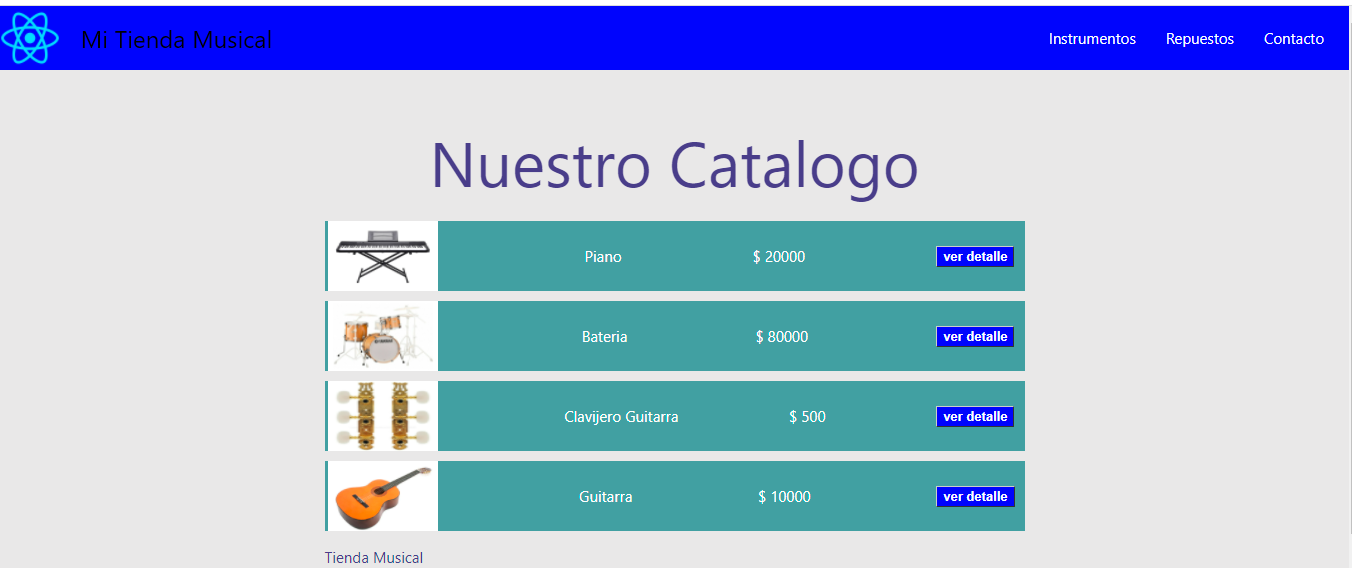 Mi Tienda Musical
Instrumentos Repuestos Contacto
Nuestro Catalogo
Piano $ 20000 ver detalle
Bateria $ 80000 ver detalle
Clavijero Guitarra $ 500 ver detalle
Guitarra $ 10000 ver detalle
Tienda Musical